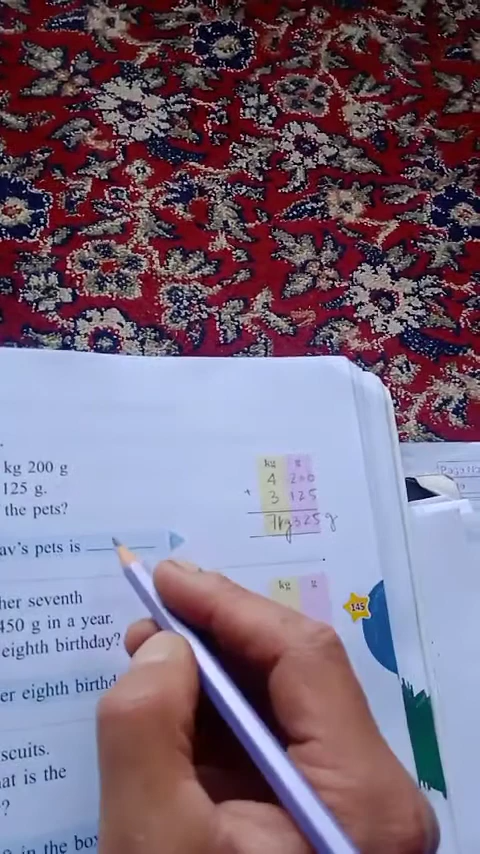 kg 200 g
125 g.
the pets?
av's pets is
kg g
4 200
+ 3 125
7kg 325 g
her seventh
450 g in a year.
eighth birthday?
er eighth birthd
kg g
145
scuits.
at is the
?
in the box